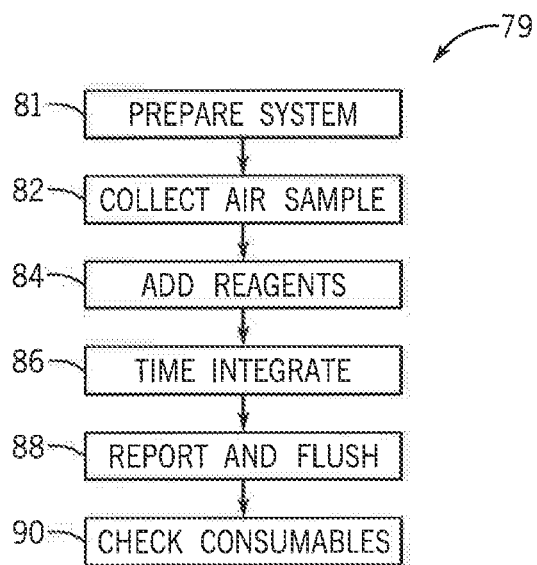 79
81 PREPARE SYSTEM
82 COLLECT AIR SAMPLE
84 ADD REAGENTS
86 TIME INTEGRATE
88 REPORT AND FLUSH
90 CHECK CONSUMABLES